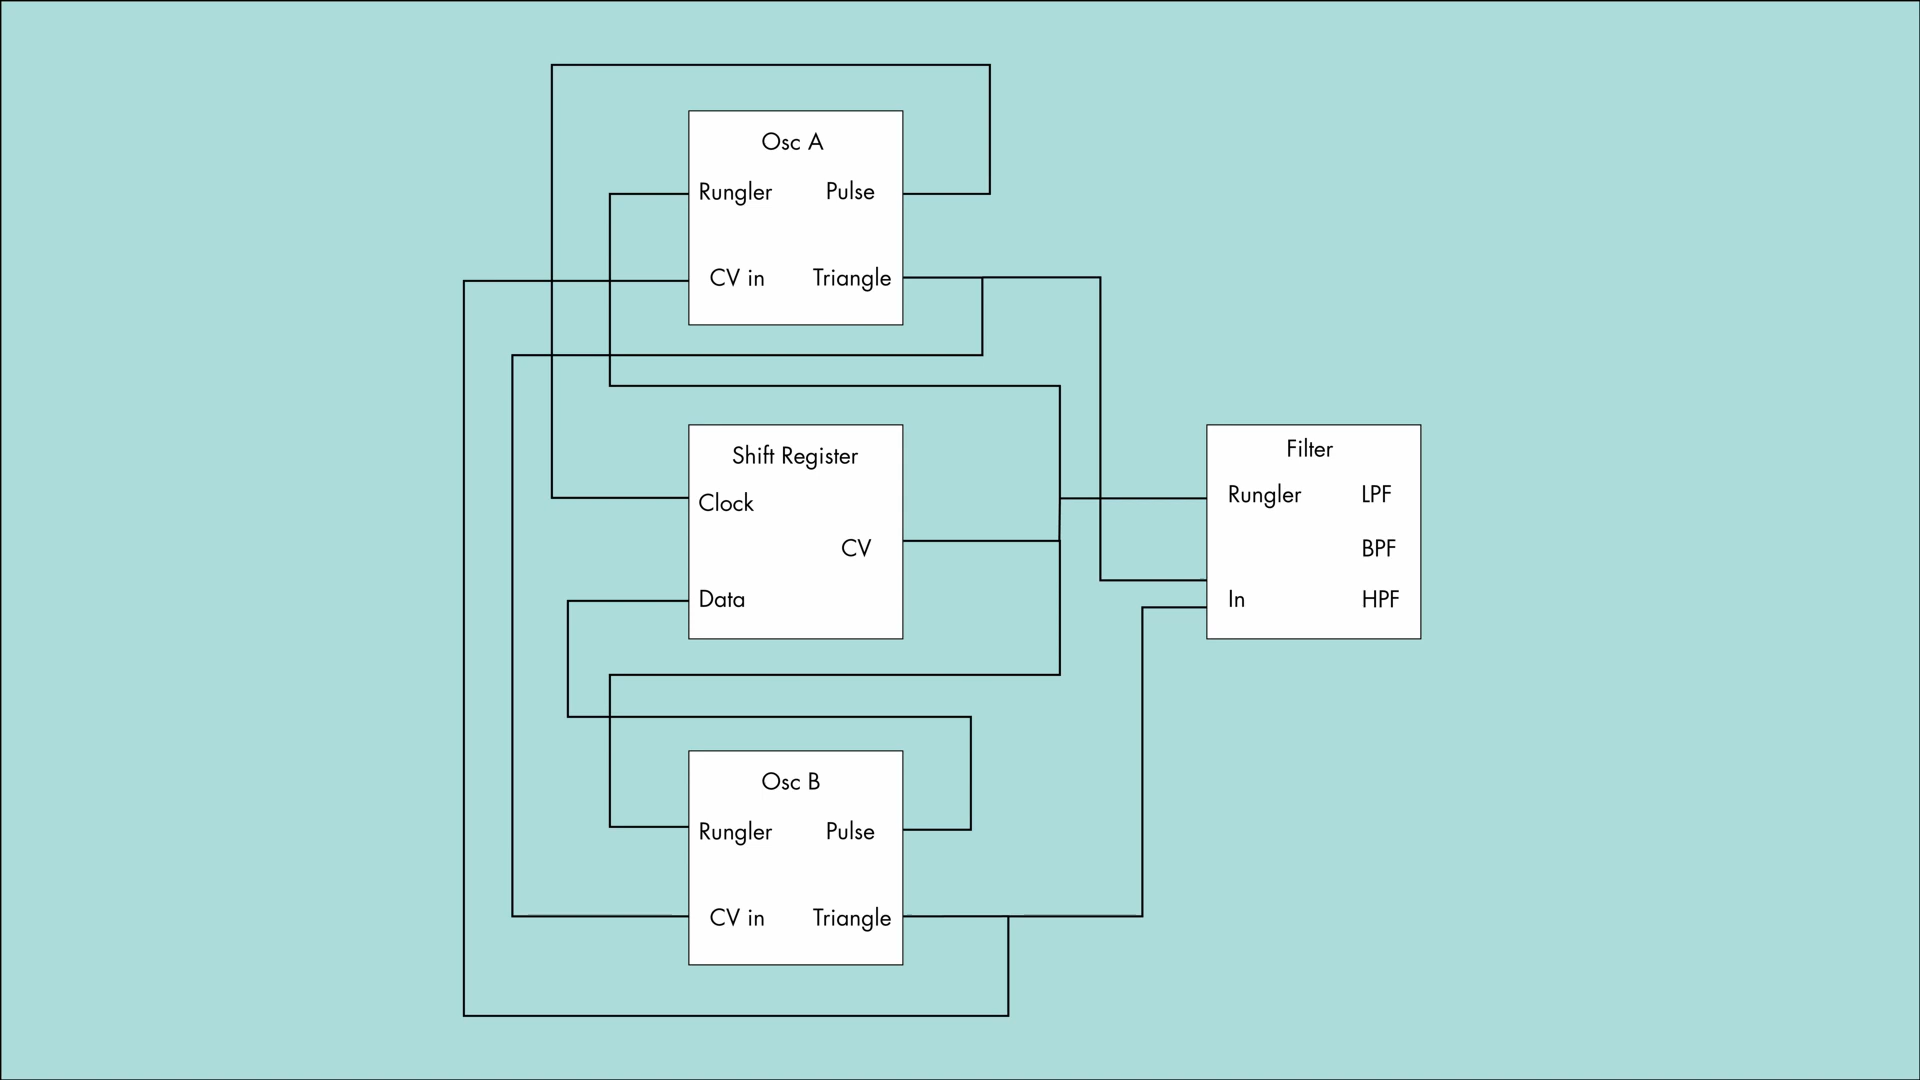 Osc A
Rungler Pulse
CV in Triangle
Shift Register
Clock
CV
Data
Filter
Rungler LPF
BPF
In HPF
Osc B
Rungler Pulse
CV in Triangle